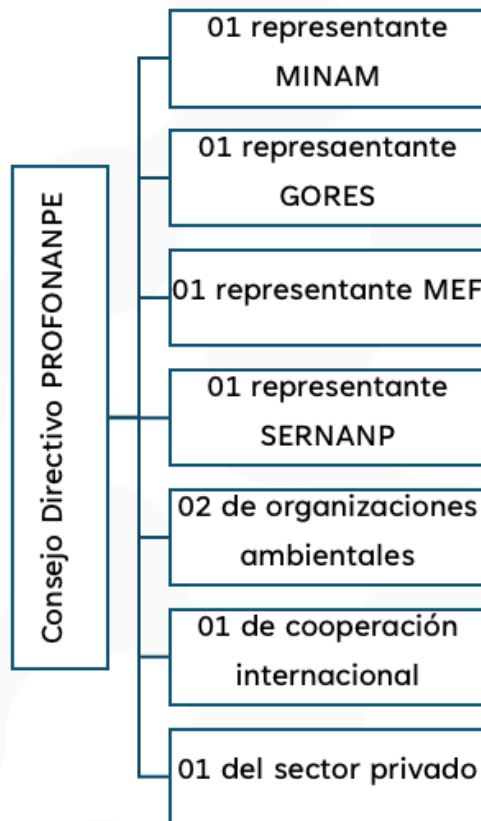 Consejo Directivo PROFONANPE
01 representante
MINAM
01 represaentante
GORES
01 representante MEF
01 representante
SERNANP
02 de organizaciones
ambientales
01 de cooperación
internacional
01 del sector privado